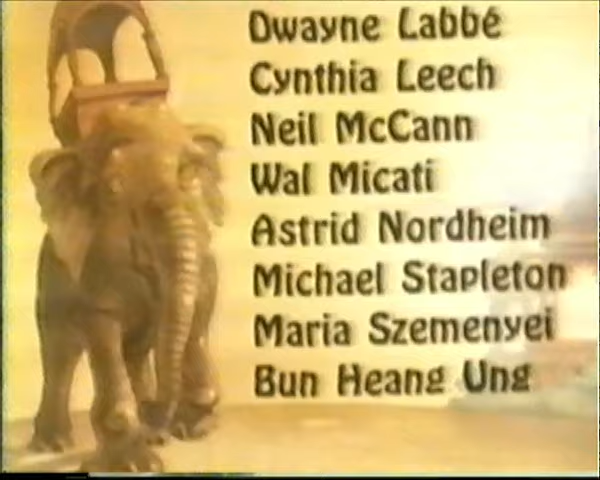 Dwayne Labbé
Cynthia Leech
Neil McCann
Wal Micati
Astrid Nordheim
Michael Stapleton
Maria Szemenyei
Bun Heang Ung